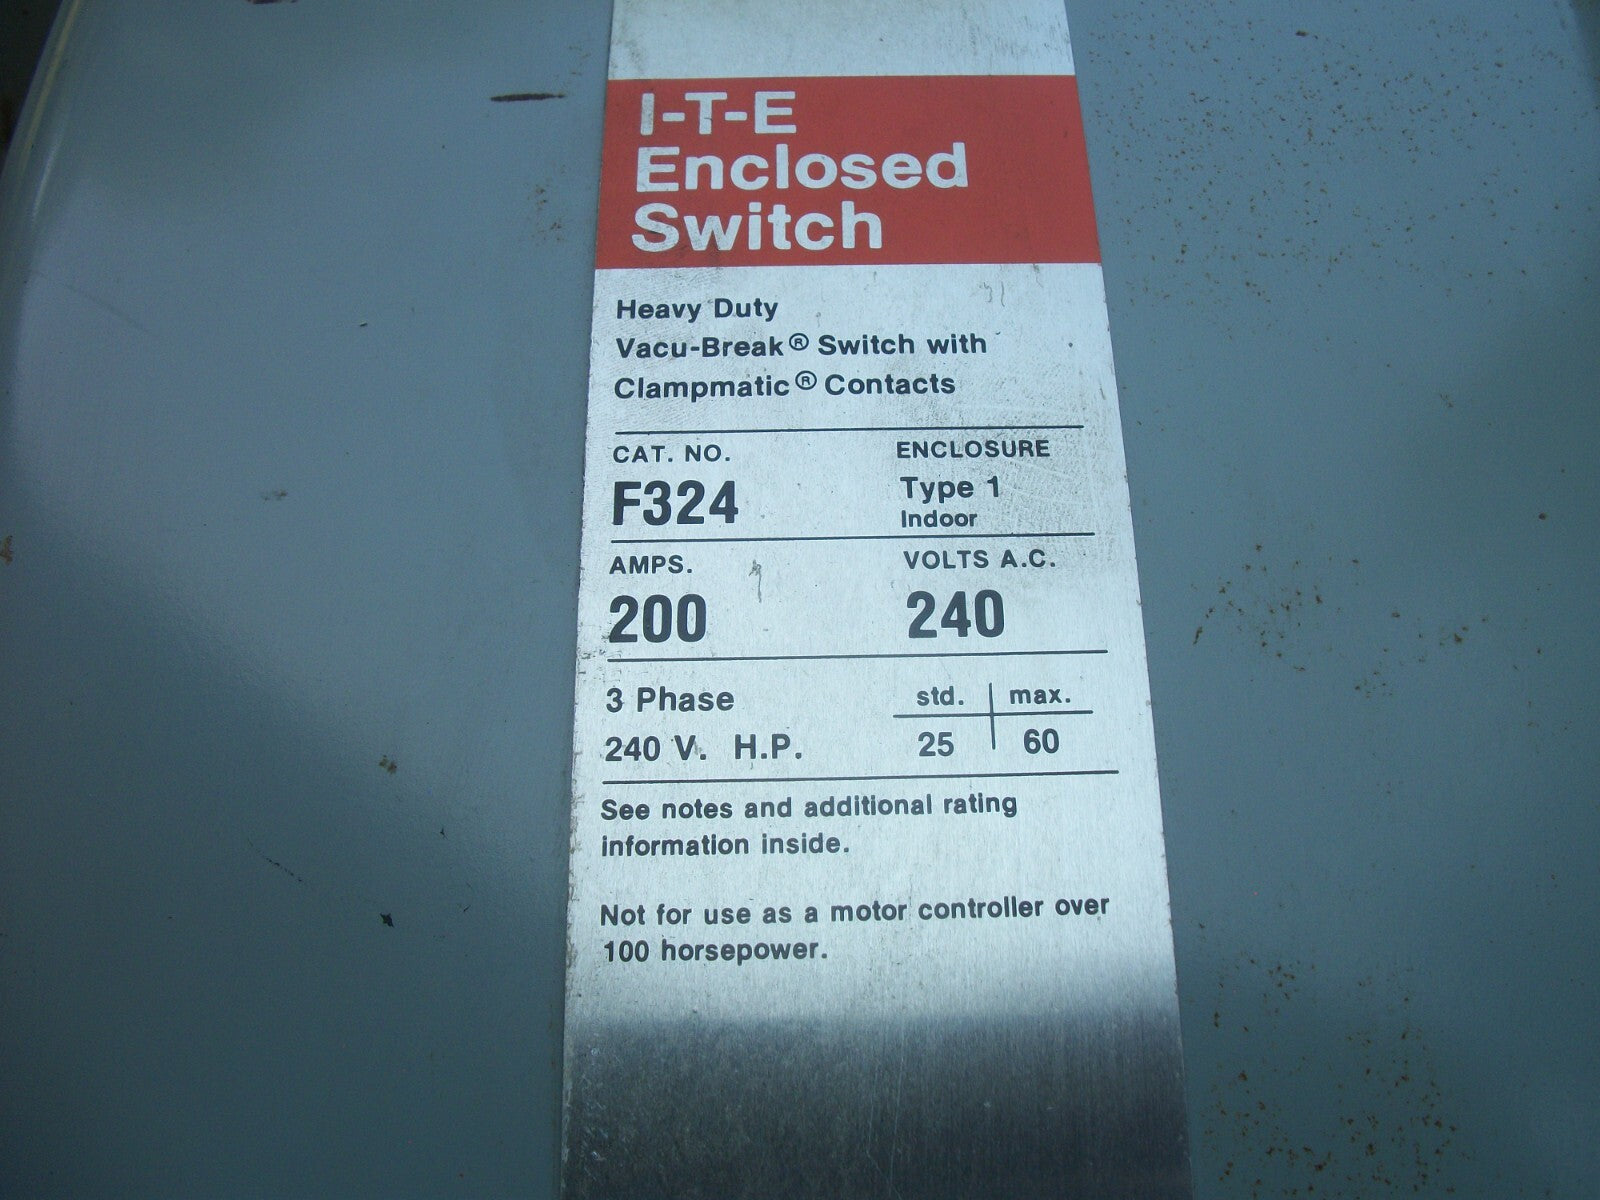 I-T-E
Enclosed
Switch
Heavy Duty
Vacu-Break® Switch with
Clampmatic® Contacts
CAT. NO. ENCLOSURE
F324 Type 1
Indoor
AMPS. VOLTS A.C.
200 240
3 Phase std. max.
240 V. H.P. 25 60
See notes and additional rating
information inside.
Not for use as a motor controller over
100 horsepower.